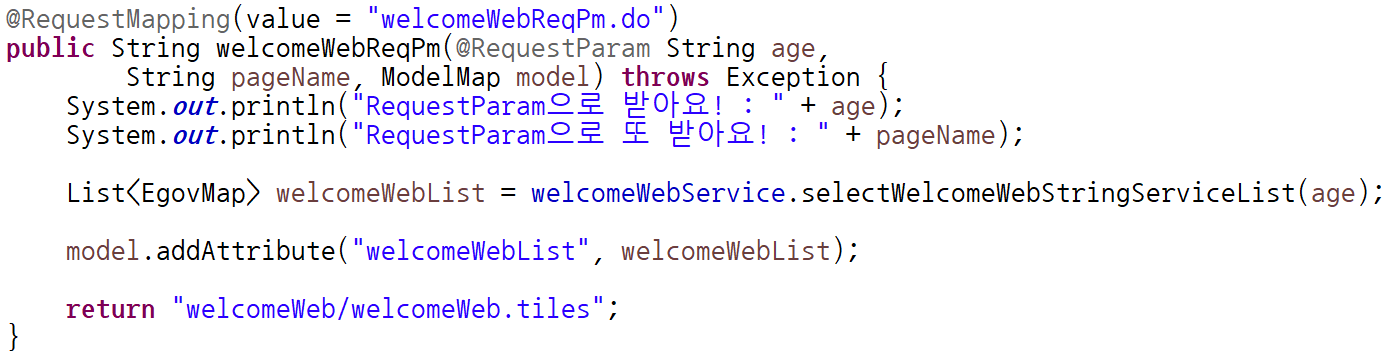 @RequestMapping(value = "welcomeWebReqPm.do")
public String welcomeWebReqPm(@RequestParam String age,
        String pageName, ModelMap model) throws Exception {
    System.out.println("RequestParam으로 받아요! : " + age);
    System.out.println("RequestParam으로 또 받아요! : " + pageName);
    List<EgovMap> welcomeWebList = welcomeWebService.selectWelcomeWebStringServiceList(age);
    model.addAttribute("welcomeWebList", welcomeWebList);
    return "welcomeWeb/welcomeWeb.tiles";
}